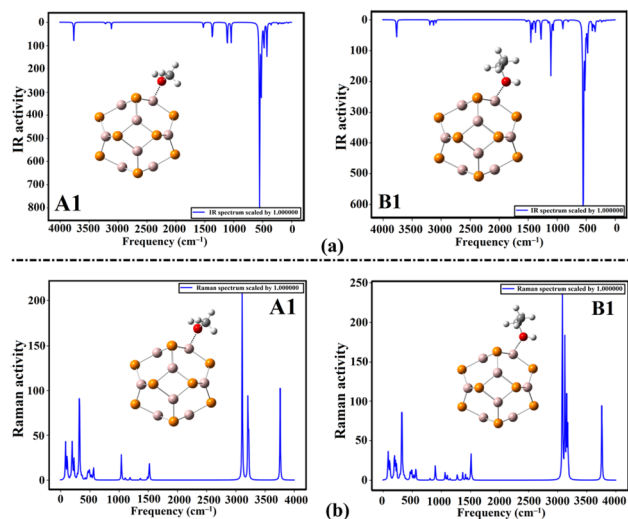 0
100
200
300
400
500
600
700
800
IR activity
A1
IR spectrum scaled by 1.000000
4000 3500 3000 2500 2000 1500 1000 500 0
Frequency (cm⁻¹)
0
100
200
300
400
500
600
IR activity
B1
IR spectrum scaled by 1.000000
4000 3500 3000 2500 2000 1500 1000 500 0
Frequency (cm⁻¹)
(a)
Raman spectrum scaled by 1.000000
A1
200
150
100
50
0
Raman activity
0 500 1000 1500 2000 2500 3000 3500 4000
Frequency (cm⁻¹)
250
Raman spectrum scaled by 1.000000
B1
200
150
100
50
0
Raman activity
0 500 1000 1500 2000 2500 3000 3500 4000
Frequency (cm⁻¹)
(b)